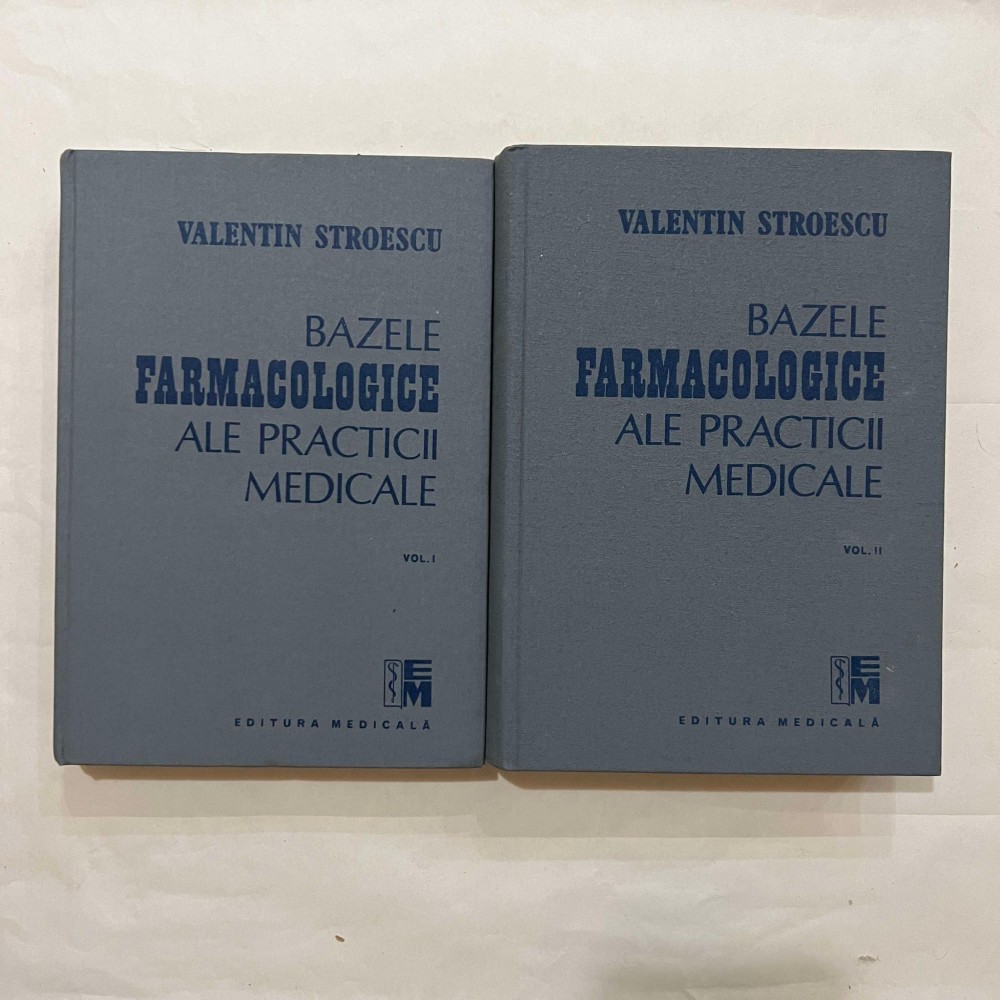 VALENTIN STROESCU
BAZELE
FARMACOLOGICE
ALE PRACTICII
MEDICALE
VOL. I
EM
EDITURA MEDICALĂ
VALENTIN STROESCU
BAZELE
FARMACOLOGICE
ALE PRACTICII
MEDICALE
VOL. II
EM
EDITURA MEDICALĂ